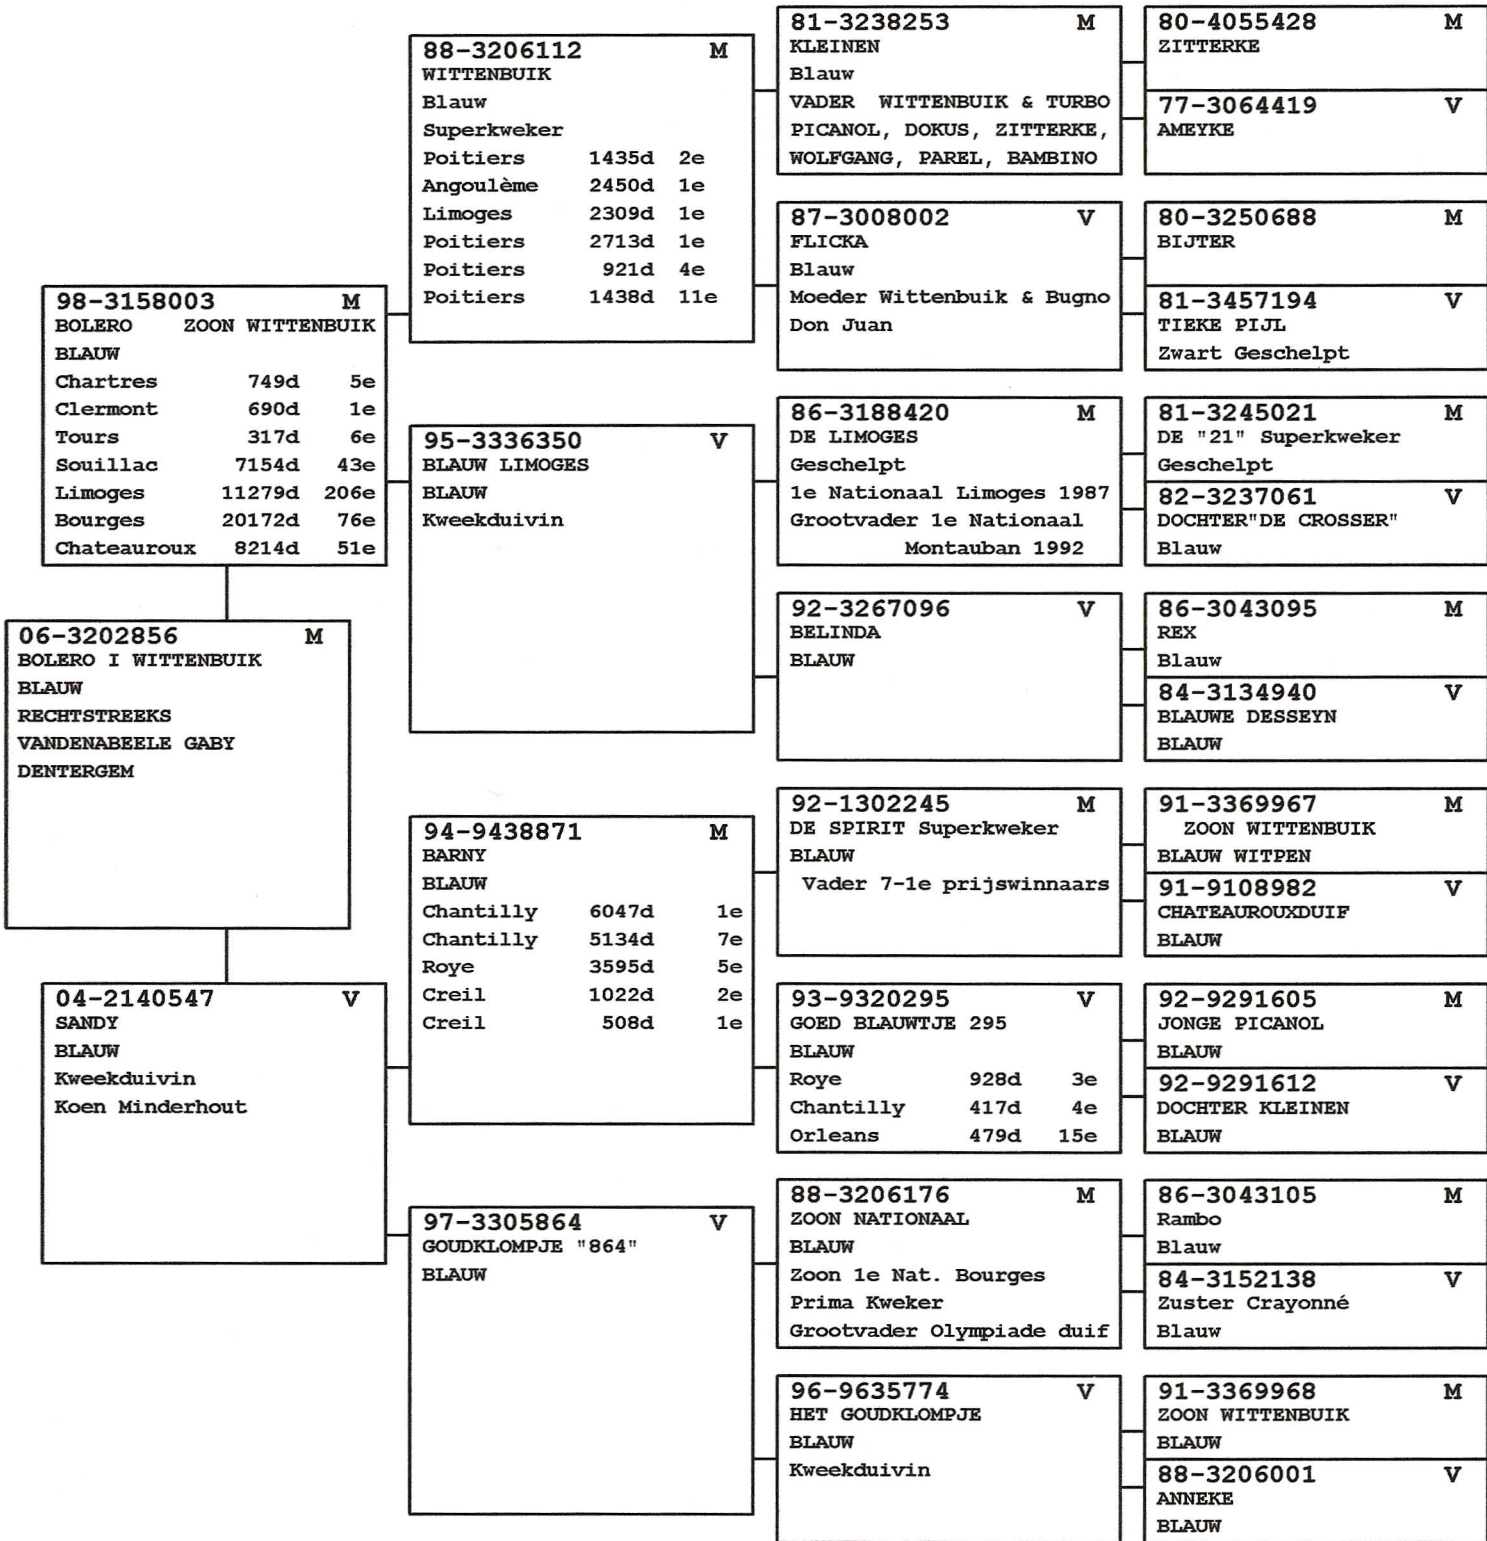 06-3202856 M
BOLERO I WITTENBUIK
BLAUW
RECHTSTREEKS
VANDENABEELE GABY
DENTERGEM
98-3158003 M
BOLERO ZOON WITTENBUIK
BLAUW
Chartres 749d 5e
Clermont 690d 1e
Tours 317d 6e
Souillac 7154d 43e
Limoges 11279d 206e
Bourges 20172d 76e
Chateauroux 8214d 51e
04-2140547 V
SANDY
BLAUW
Kweekduivin
Koen Minderhout
88-3206112 M
WITTENBUIK
Blauw
Superkweker
Poitiers 1435d 2e
Angoulème 2450d 1e
Limoges 2309d 1e
Poitiers 2713d 1e
Poitiers 921d 4e
Poitiers 1438d 11e
95-3336350 V
BLAUW LIMOGES
BLAUW
Kweekduivin
94-9438871 M
BARNY
BLAUW
Chantilly 6047d 1e
Chantilly 5134d 7e
Roye 3595d 5e
Creil 1022d 2e
Creil 508d 1e
97-3305864 V
GOUDKLOMPJE "864"
BLAUW
81-3238253 M
KLEINEN
Blauw
VADER WITTENBUIK & TURBO
PICANOL, DOKUS, ZITTERKE,
WOLFGANG, PAREL, BAMBINO
87-3008002 V
FLICKA
Blauw
Moeder Wittenbuik & Bugno
Don Juan
86-3188420 M
DE LIMOGES
Geschelpt
1e Nationaal Limoges 1987
Grootvader 1e Nationaal
Montauban 1992
92-3267096 V
BELINDA
BLAUW
92-1302245 M
DE SPIRIT Superkweker
BLAUW
Vader 7-1e prijswinnaars
93-9320295 V
GOED BLAUWTJE 295
BLAUW
Roye 928d 3e
Chantilly 417d 4e
Orleans 479d 15e
88-3206176 M
ZOON NATIONAAL
BLAUW
Zoon 1e Nat. Bourges
Prima Kweker
Grootvader Olympiade duif
96-9635774 V
HET GOUDKLOMPJE
BLAUW
Kweekduivin
80-4055428 M
ZITTERKE
77-3064419 V
AMEYKE
80-3250688 M
BIJTER
81-3457194 V
TIEKE PIJL
Zwart Geschelpt
81-3245021 M
DE "21" Superkweker
Geschelpt
82-3237061 V
DOCHTER"DE CROSSER"
Blauw
86-3043095 M
REX
Blauw
84-3134940 V
BLAUWE DESSEYN
BLAUW
91-3369967 M
ZOON WITTENBUIK
BLAUW WITPEN
91-9108982 V
CHATEAUROUXDUIF
BLAUW
92-9291605 M
JONGE PICANOL
BLAUW
92-9291612 V
DOCHTER KLEINEN
BLAUW
86-3043105 M
Rambo
Blauw
84-3152138 V
Zuster Crayonné
Blauw
91-3369968 M
ZOON WITTENBUIK
BLAUW
88-3206001 V
ANNEKE
BLAUW